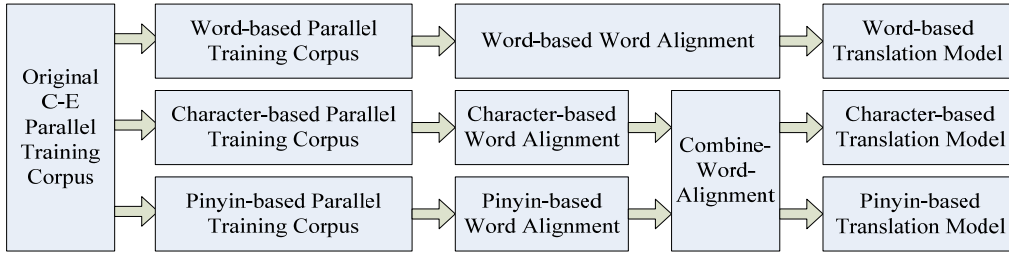 Original
C-E
Parallel
Training
Corpus
Word-based Parallel
Training Corpus
Word-based Word Alignment
Word-based
Translation Model
Character-based Parallel
Training Corpus
Character-based
Word Alignment
Combine-
Word-
Alignment
Character-based
Translation Model
Pinyin-based Parallel
Training Corpus
Pinyin-based
Word Alignment
Pinyin-based
Translation Model